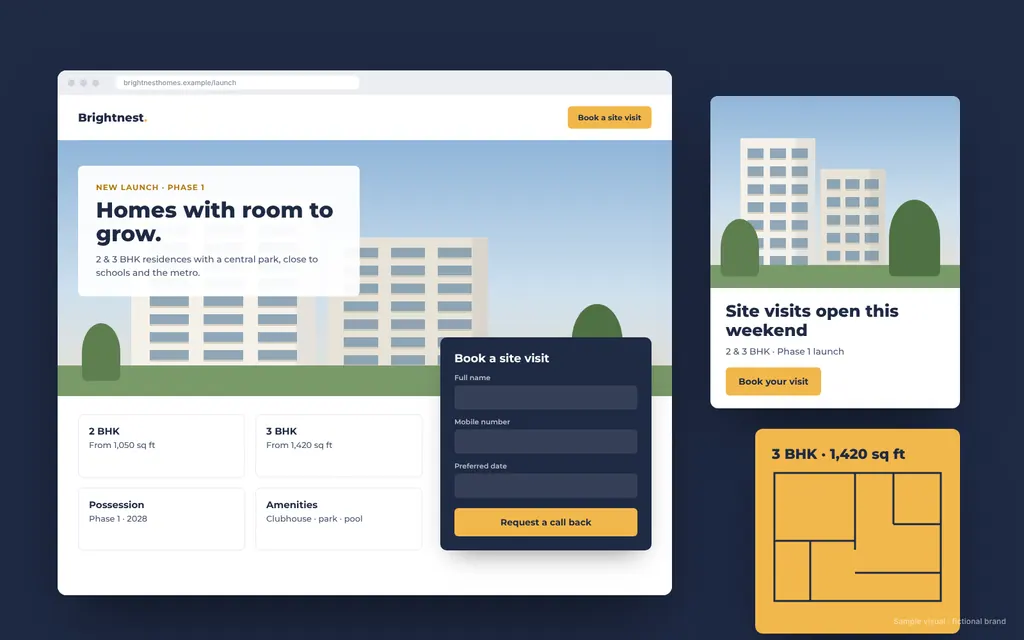 brightnesthomes.example/launch
Brightnest.
Book a site visit
NEW LAUNCH · PHASE 1
Homes with room to
grow.
2 & 3 BHK residences with a central park, close to
schools and the metro.
2 BHK
From 1,050 sq ft
3 BHK
From 1,420 sq ft
Possession
Phase 1 · 2028
Amenities
Clubhouse · park · pool
Book a site visit
Full name
Mobile number
Preferred date
Request a call back
Site visits open this
weekend
2 & 3 BHK · Phase 1 launch
Book your visit
3 BHK · 1,420 sq ft
Sample visual · fictional brand